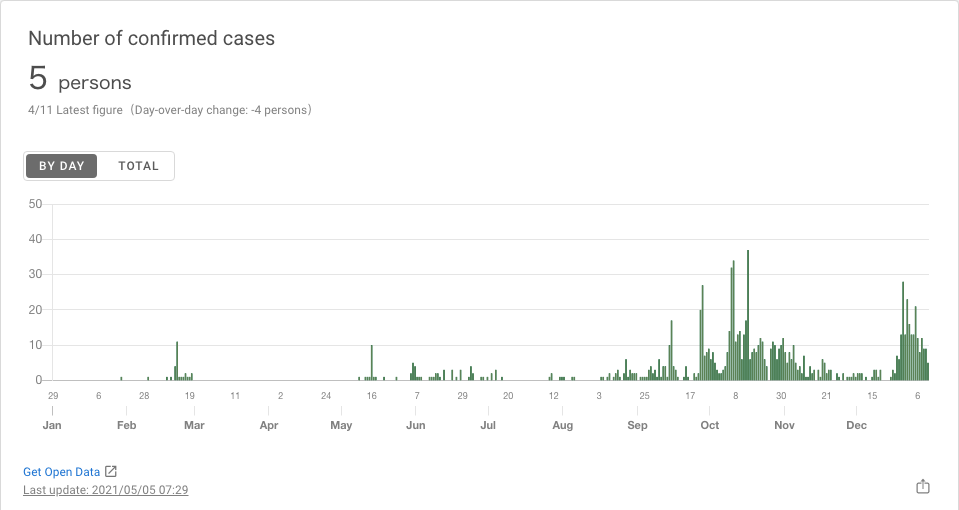 Number of confirmed cases
5 persons
4/11 Latest figure（Day-over-day change: -4 persons）
BY DAY TOTAL
50
40
30
20
10
0
29 6 28 19 11 2 24 16 7 29 20 12 3 25 17 8 30 21 15 6
Jan Feb Mar Apr May Jun Jul Aug Sep Oct Nov Dec
Get Open Data
Last update: 2021/05/05 07:29